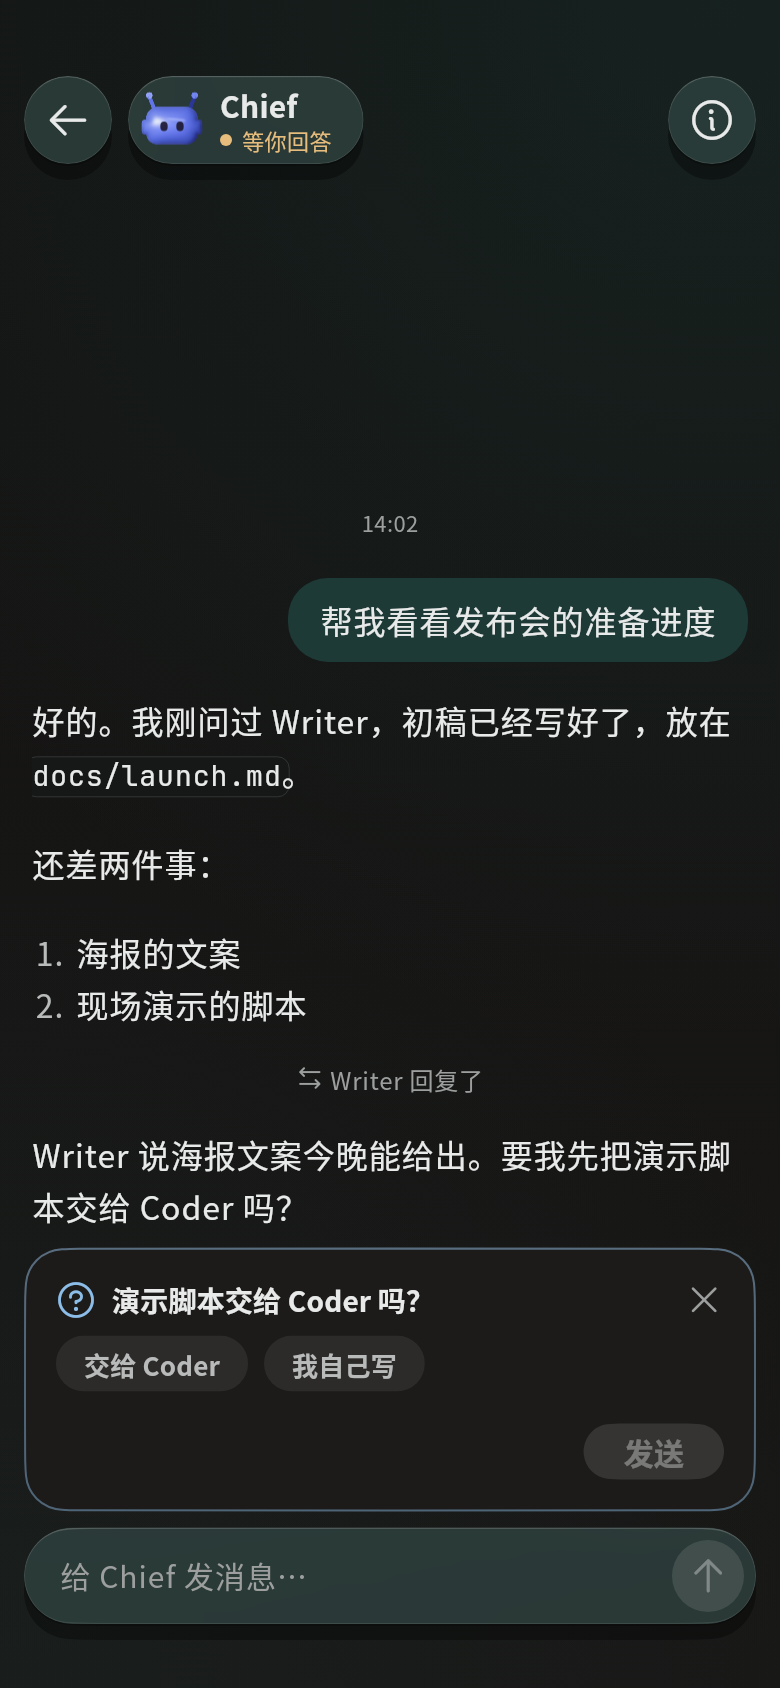 Chief
等你回答
14:02
帮我看看发布会的准备进度
好的。我刚问过 Writer，初稿已经写好了，放在
docs/launch.md。
还差两件事：
1. 海报的文案
2. 现场演示的脚本
Writer 回复了
Writer 说海报文案今晚能给出。要我先把演示脚
本交给 Coder 吗？
演示脚本交给 Coder 吗？
交给 Coder
我自己写
发送
给 Chief 发消息…